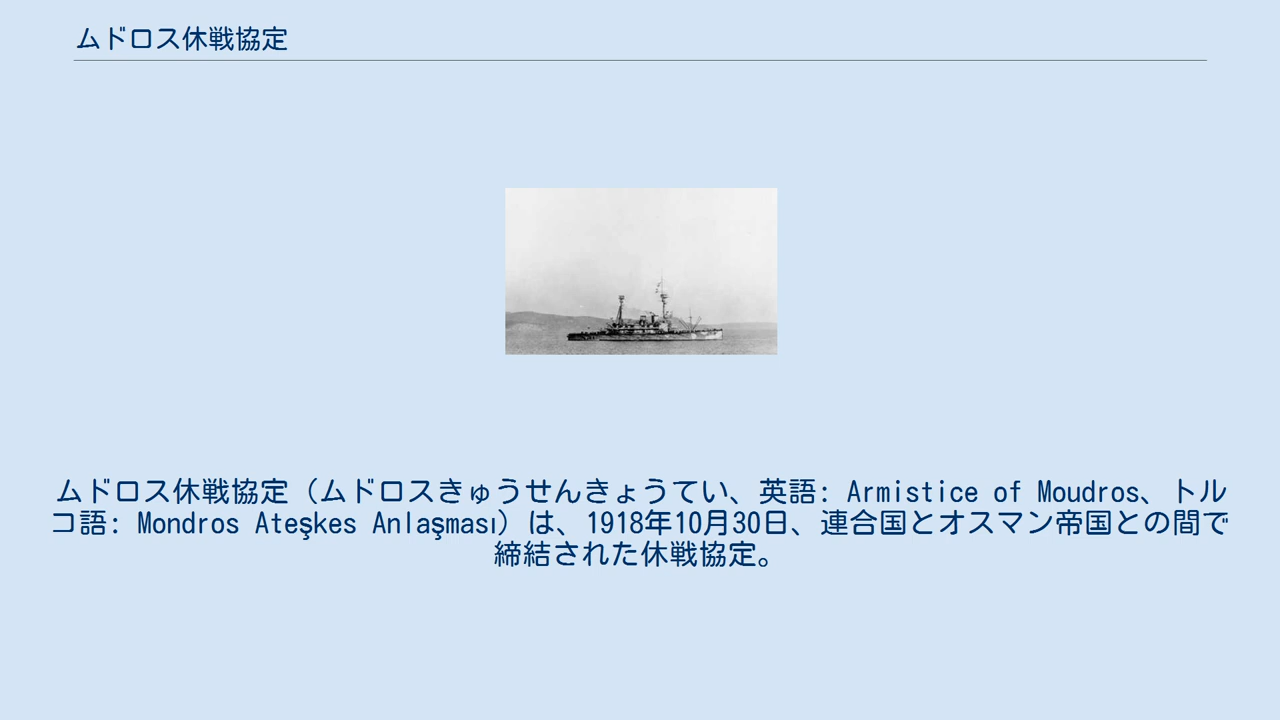 ムドロス休戦協定
ムドロス休戦協定（ムドロスきゅうせんきょうてい、英語: Armistice of Moudros、トル
コ語: Mondros Ateşkes Anlaşması）は、1918年10月30日、連合国とオスマン帝国との間で
締結された休戦協定。